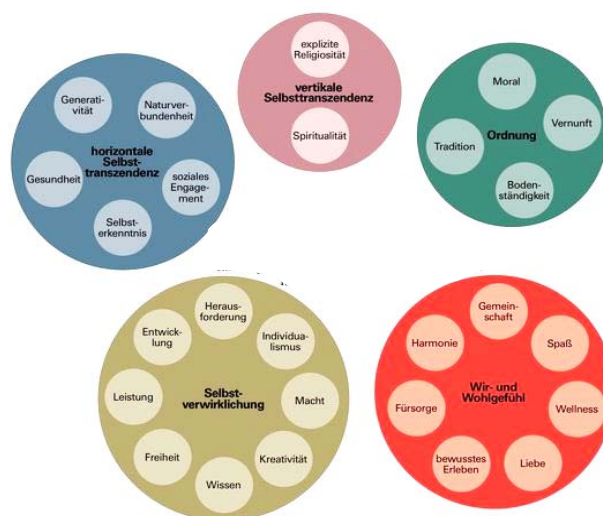 explizite
Religiosität
vertikale
Selbsttranszendenz
Spiritualität
Generati-
vität
Naturver-
bundenheit
horizontale
Selbst-
transzendenz
Gesundheit
soziales
Engage-
ment
Selbst-
erkenntnis
Moral
Vernunft
Ordnung
Tradition
Boden-
ständigkeit
Heraus-
forderung
Entwick-
lung
Individua-
lismus
Leistung
Selbst-
verwirklichung
Macht
Freiheit
Kreativität
Wissen
Gemein-
schaft
Harmonie
Spaß
Wir- und
Wohlgefühl
Fürsorge
Wellness
bewusstes
Erleben
Liebe